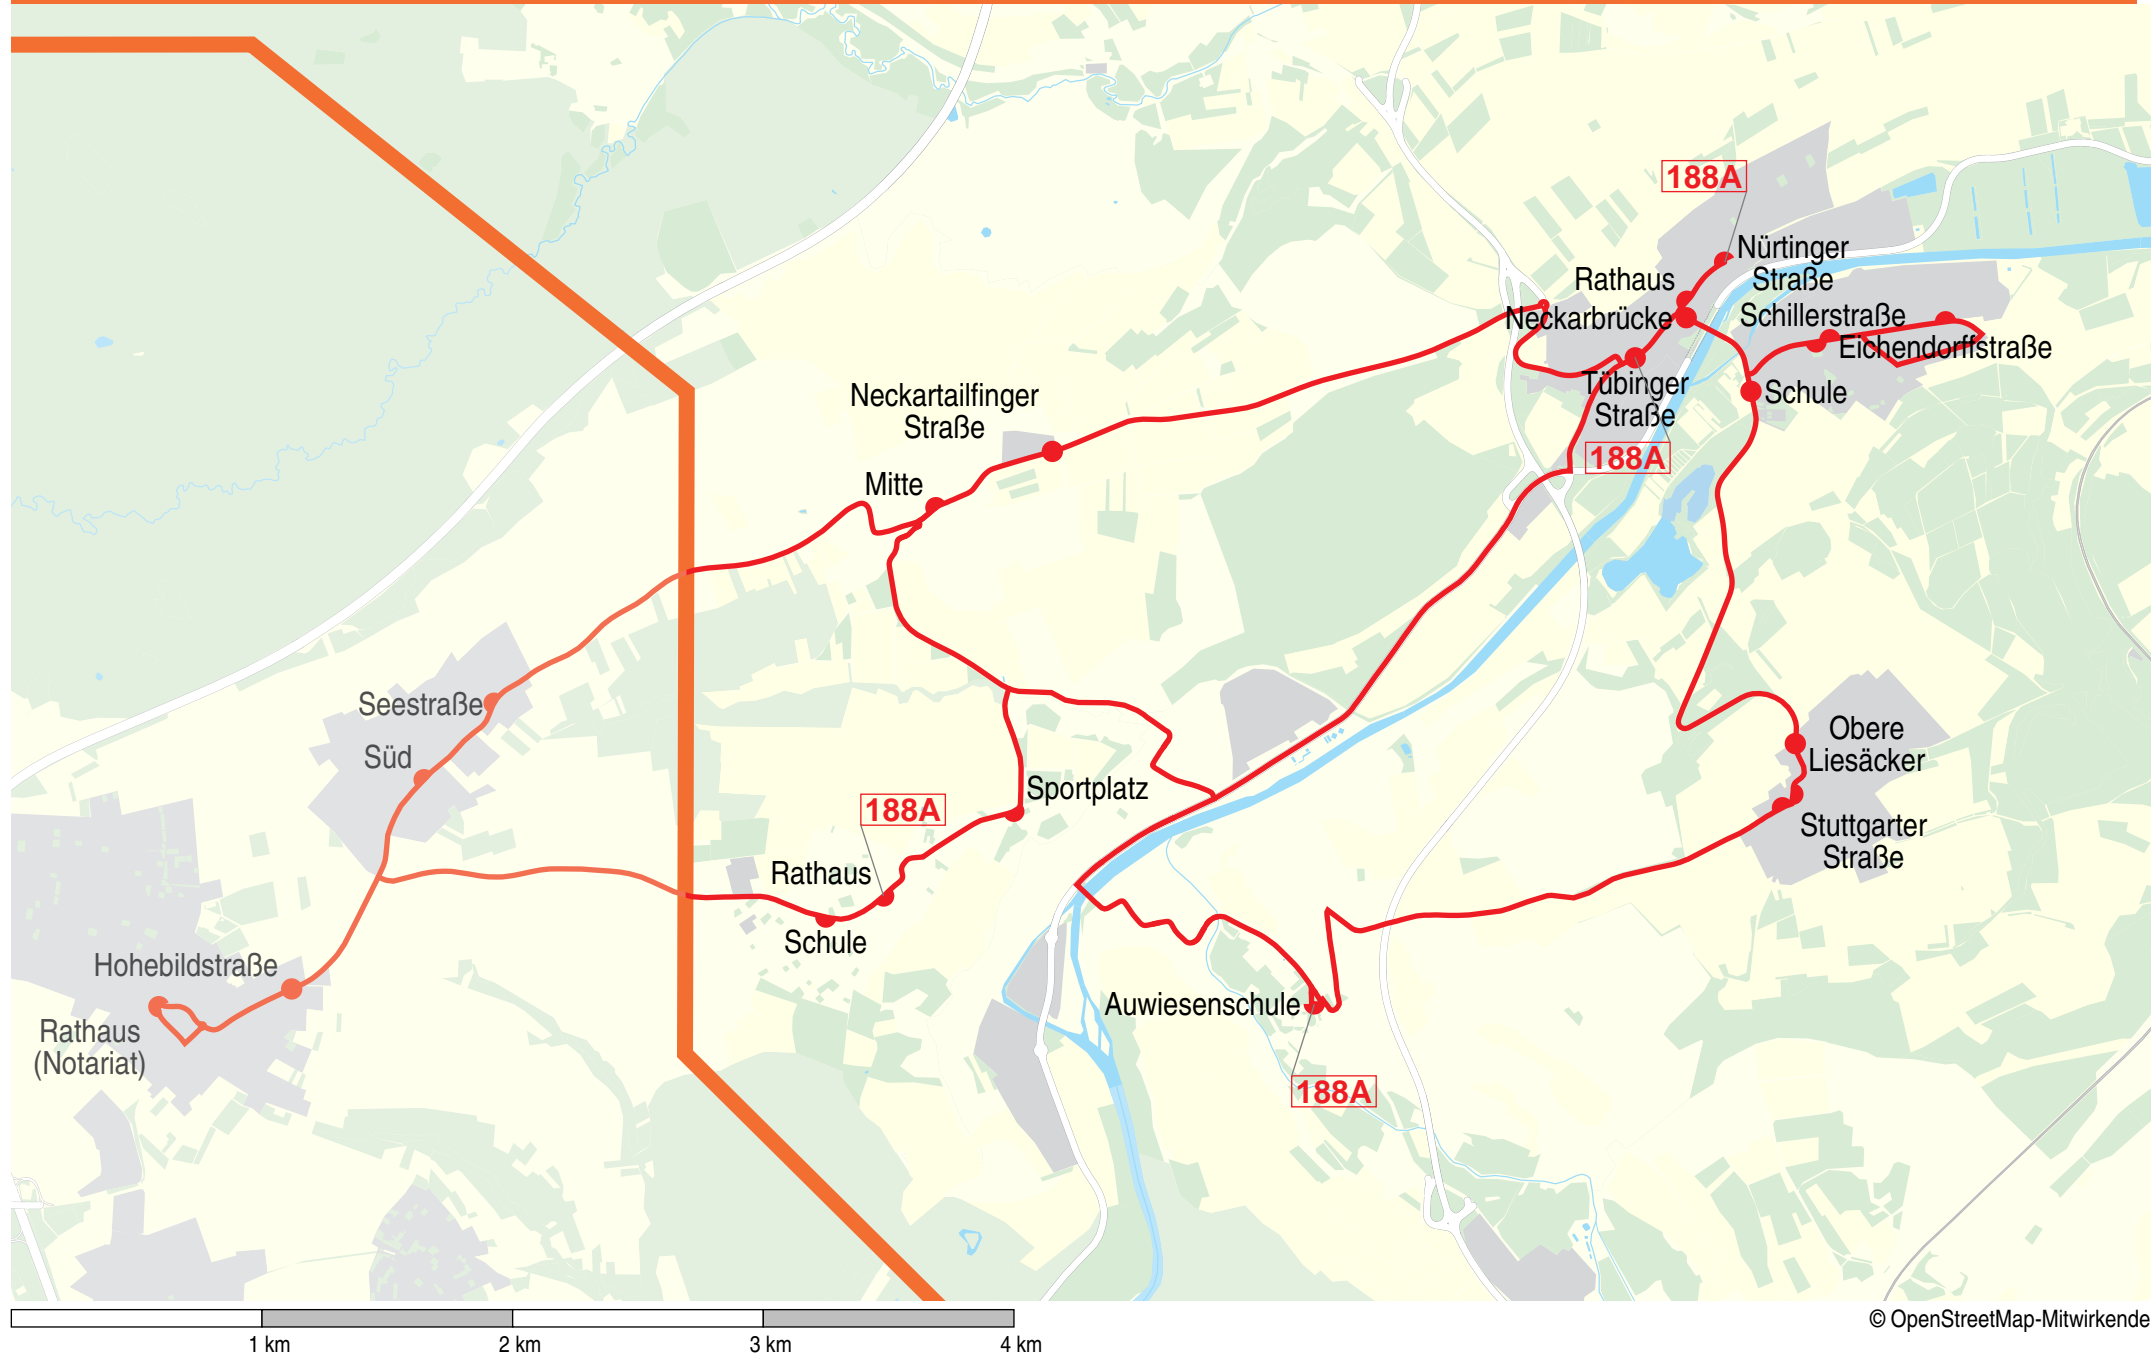 188A
Nürtinger
Straße
Rathaus
Neckarbrücke
Schillerstraße
Eichendorffstraße
Tübinger
Straße
Schule
188A
Neckartailfinger
Straße
Mitte
Seestraße
Süd
Obere
Liesäcker
Sportplatz
188A
Stuttgarter
Straße
Rathaus
Schule
Hohebildstraße
Auwiesenschule
Rathaus
(Notariat)
188A
1 km
2 km
3 km
4 km
© OpenStreetMap-Mitwirkende